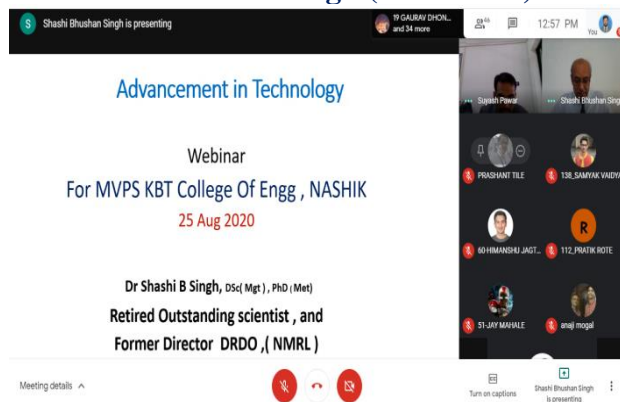 S Shashi Bhushan Singh is presenting
19 GAURAV DHON...
and 34 more
46
12:57 PM
You
Advancement in Technology
Webinar
For MVPS KBT College Of Engg , NASHIK
25 Aug 2020
Dr Shashi B Singh, DSc( Mgt ) , PhD ( Met)
Retired Outstanding scientist , and
Former Director DRDO ,( NMRL )
Suyash Pawar
Shashi Bhushan Sing
PRASHANT TILE
138_SAMYAK VAIDYA
60-HIMANSHU JAGT...
R
112_PRATIK ROTE
51-JAY MAHALE
anaji mogal
Meeting details
Turn on captions
Shashi Bhushan Singh
is presenting